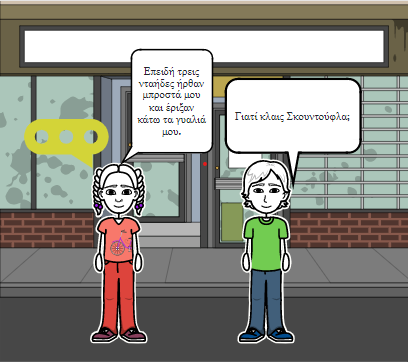 Επειδή τρεις
νταήδες ήρθαν
μπροστά μου
και έριξαν
κάτω τα γυαλιά
μου.
Γιατί κλαις Σκουντούφλα;